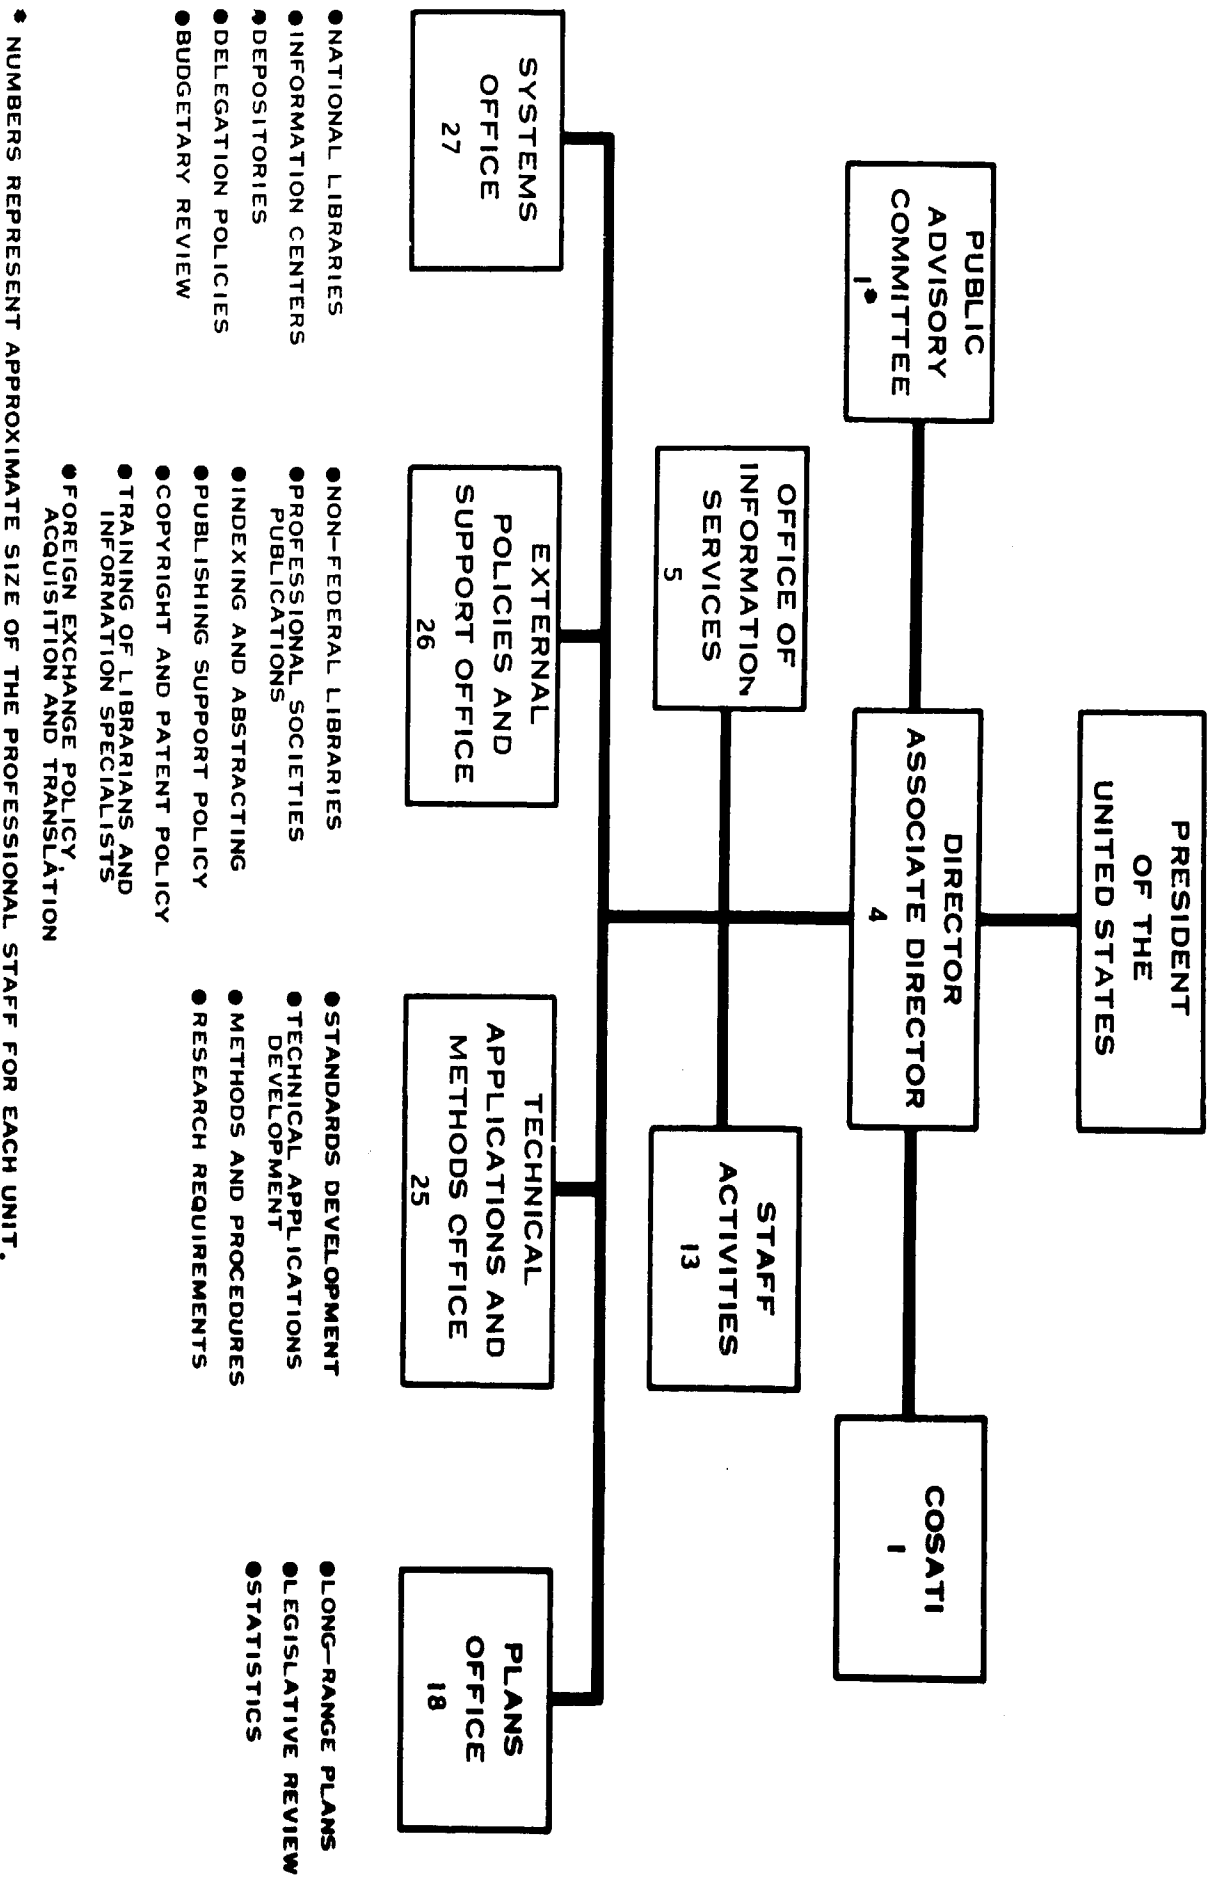 PRESIDENT
OF THE
UNITED STATES
PUBLIC
ADVISORY
COMMITTEE
1*
DIRECTOR
ASSOCIATE DIRECTOR
4
COSATI
1
OFFICE OF
INFORMATION
SERVICES
5
STAFF
ACTIVITIES
13
SYSTEMS
OFFICE
27
●NATIONAL LIBRARIES
●INFORMATION CENTERS
●DEPOSITORIES
●DELEGATION POLICIES
●BUDGETARY REVIEW
EXTERNAL
POLICIES AND
SUPPORT OFFICE
26
●NON-FEDERAL LIBRARIES
●PROFESSIONAL SOCIETIES
PUBLICATIONS
●INDEXING AND ABSTRACTING
●PUBLISHING SUPPORT POLICY
●COPYRIGHT AND PATENT POLICY
●TRAINING OF LIBRARIANS AND
INFORMATION SPECIALISTS
●FOREIGN EXCHANGE POLICY,
ACQUISITION AND TRANSLATION
TECHNICAL
APPLICATIONS AND
METHODS OFFICE
25
●STANDARDS DEVELOPMENT
●TECHNICAL APPLICATIONS
DEVELOPMENT
●METHODS AND PROCEDURES
●RESEARCH REQUIREMENTS
PLANS
OFFICE
18
●LONG-RANGE PLANS
●LEGISLATIVE REVIEW
●STATISTICS
* NUMBERS REPRESENT APPROXIMATE SIZE OF THE PROFESSIONAL STAFF FOR EACH UNIT.